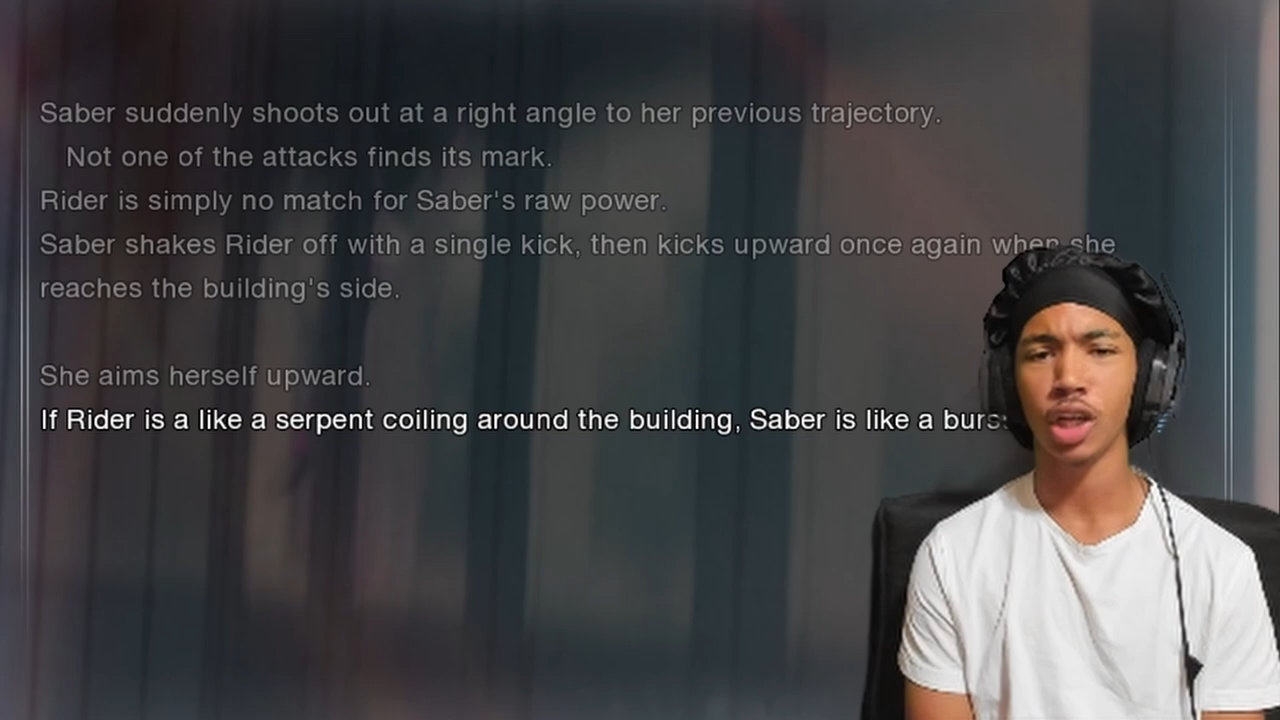 Saber suddenly shoots out at a right angle to her previous trajectory.
Not one of the attacks finds its mark.
Rider is simply no match for Saber's raw power.
Saber shakes Rider off with a single kick, then kicks upward once again when she
reaches the building's side.
She aims herself upward.
If Rider is a like a serpent coiling around the building, Saber is like a